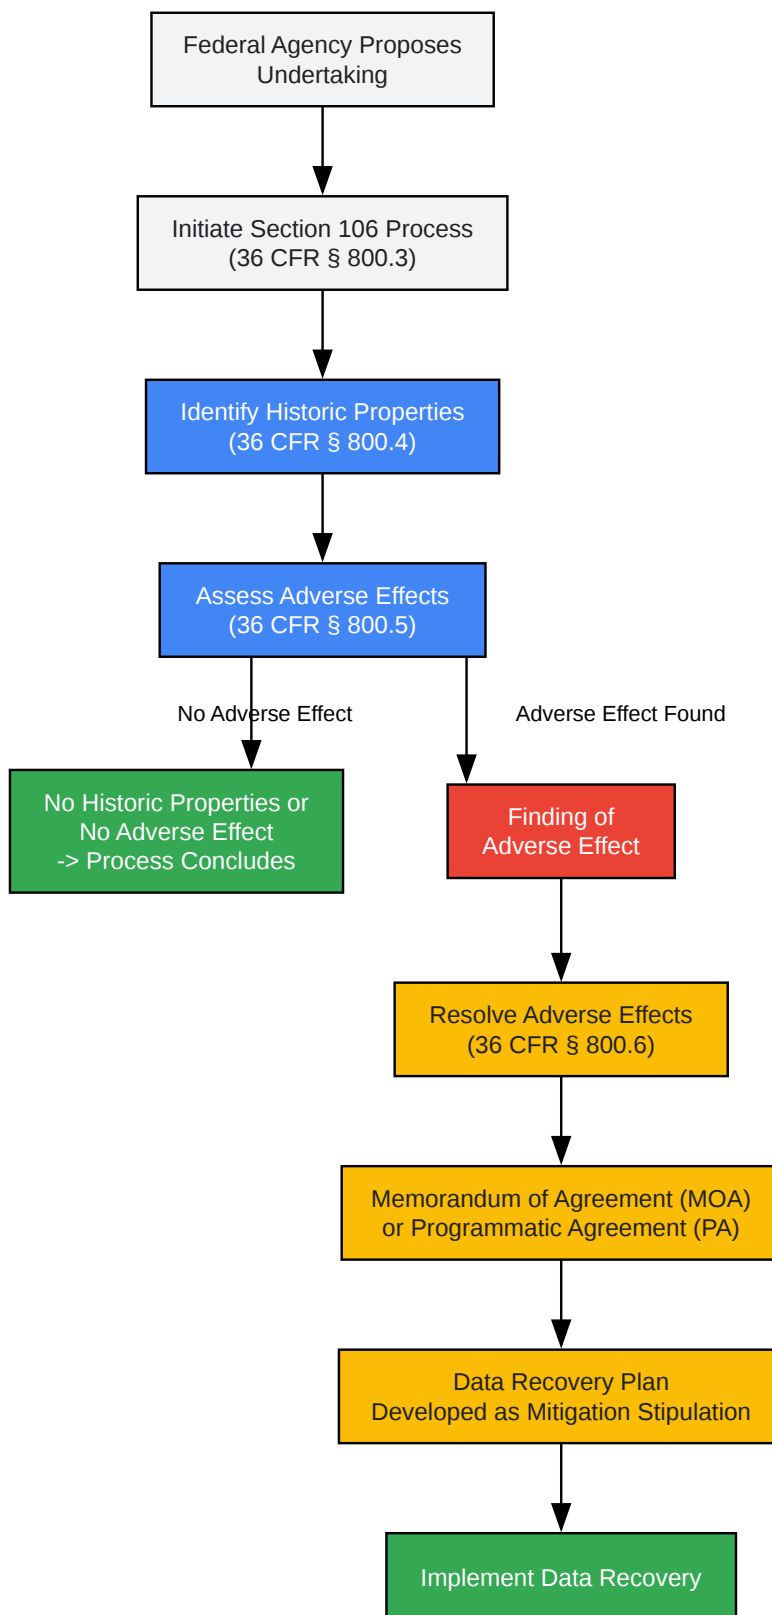 Federal Agency Proposes
Undertaking
Initiate Section 106 Process
(36 CFR § 800.3)
Identify Historic Properties
(36 CFR § 800.4)
Assess Adverse Effects
(36 CFR § 800.5)
No Adverse Effect
Adverse Effect Found
No Historic Properties or
No Adverse Effect
-> Process Concludes
Finding of
Adverse Effect
Resolve Adverse Effects
(36 CFR § 800.6)
Memorandum of Agreement (MOA)
or Programmatic Agreement (PA)
Data Recovery Plan
Developed as Mitigation Stipulation
Implement Data Recovery